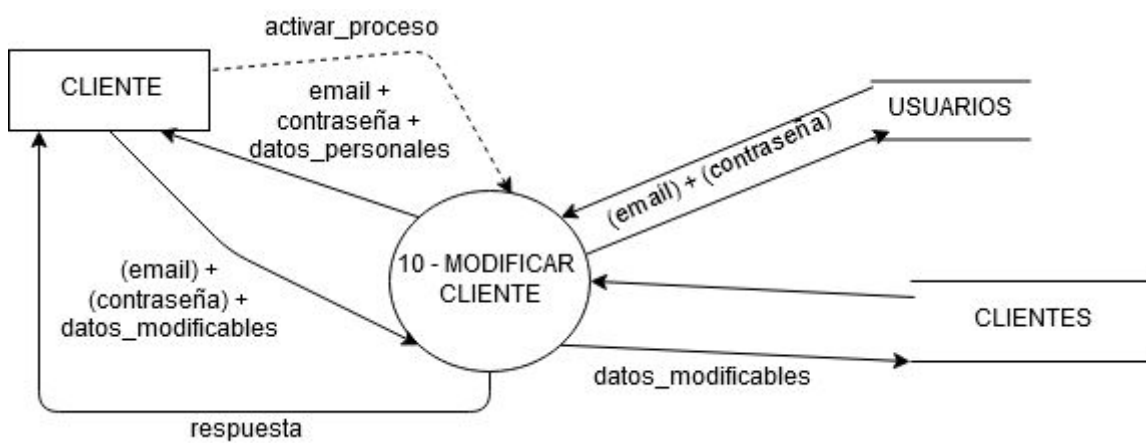 activar_proceso
CLIENTE
email +
contraseña +
datos_personales
USUARIOS
(email) + (contraseña)
(email) +
(contraseña) +
datos_modificables
10 - MODIFICAR
CLIENTE
CLIENTES
datos_modificables
respuesta